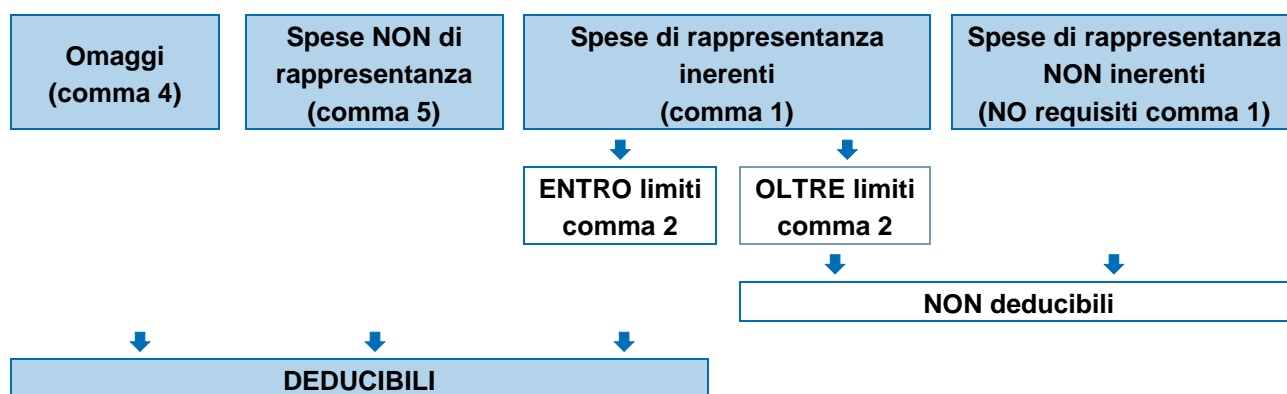 Omaggi
(comma 4)
Spese NON di
rappresentanza
(comma 5)
Spese di rappresentanza
inerenti
(comma 1)
Spese di rappresentanza
NON inerenti
(NO requisiti comma 1)
ENTRO limiti
comma 2
OLTRE limiti
comma 2
NON deducibili
DEDUCIBILI